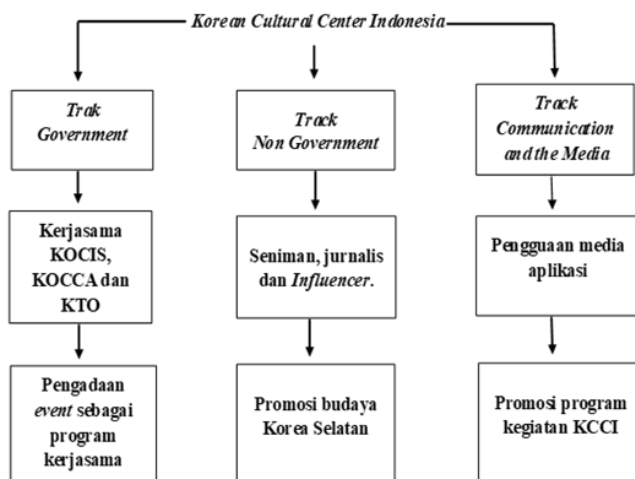 Korean Cultural Center Indonesia
Trak
Government
Track
Non Government
Track
Communication
and the Media
Kerjasama
KOCIS,
KOCCA dan
KTO
Seniman, jurnalis
dan Influencer.
Pengguaan media
aplikasi
Pengadaan
event sebagai
program
kerjasama
Promosi budaya
Korea Selatan
Promosi program
kegiatan KCCI